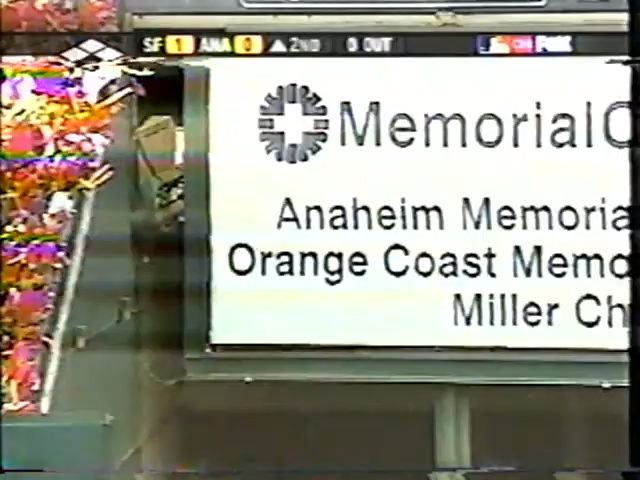 SF 1 ANA 0 ▲2ND 0 OUT FOX
MemorialC
Anaheim Memoria
Orange Coast Memo
Miller Ch